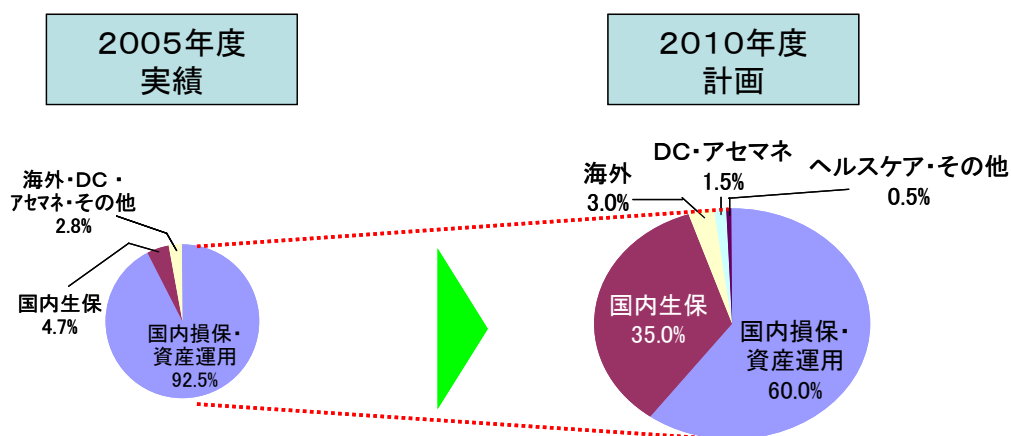 2005年度
実績
2010年度
計画
海外・DC・
アセマネ・その他
2.8%
国内生保
4.7%
国内損保・
資産運用
92.5%
海外
3.0%
DC・アセマネ
1.5%
ヘルスケア・その他
0.5%
国内生保
35.0%
国内損保・
資産運用
60.0%